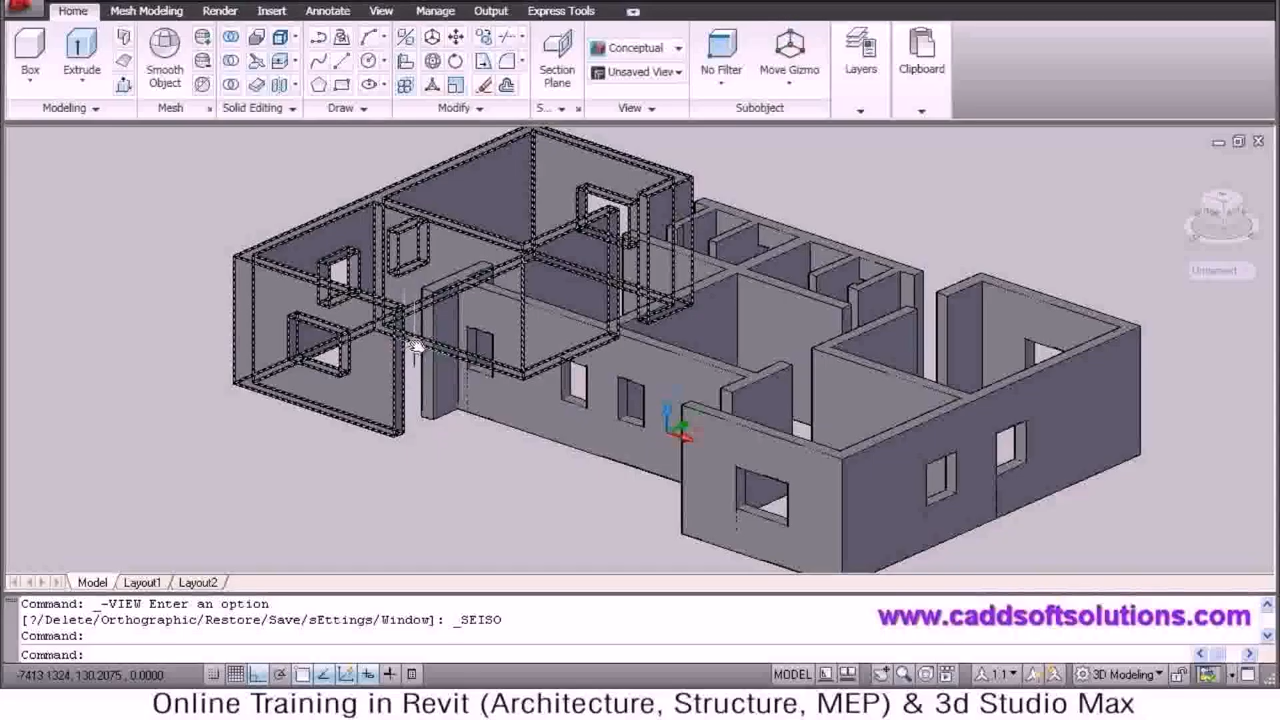 Home Mesh Modeling Render Insert Annotate View Manage Output Express Tools
Box Extrude Smooth Object Section Plane Conceptual Unsaved View No Filter Move Gizmo Layers Clipboard
Modeling Mesh Solid Editing Draw Modify S... View Subobject
Unnamed
Model Layout1 Layout2
Command: _-VIEW Enter an option
[?/Delete/Orthographic/Restore/Save/sEttings/Window]: _SEISO
Command:
Command:
www.caddsoftsolutions.com
-7413.1324, 130.2075, 0.0000 MODEL 1:1 3D Modeling
Online Training in Revit (Architecture, Structure, MEP) & 3d Studio Max